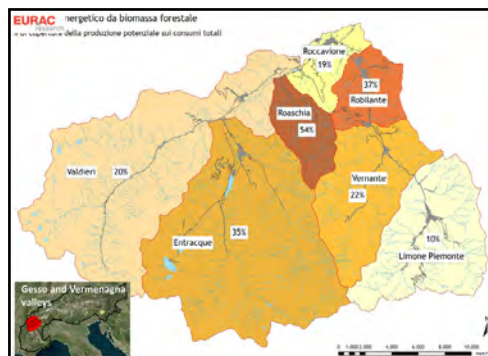 EURAC
research
nergetico da biomassa forestale
di copertura della produzione potenziale sui consumi totali
Roccavione
19%
37%
Robilante
Roaschia
54%
Valdieri
20%
Vernante
22%
Entracque
35%
10%
Limone Piemonte
Gesso and Vermenagna
valleys